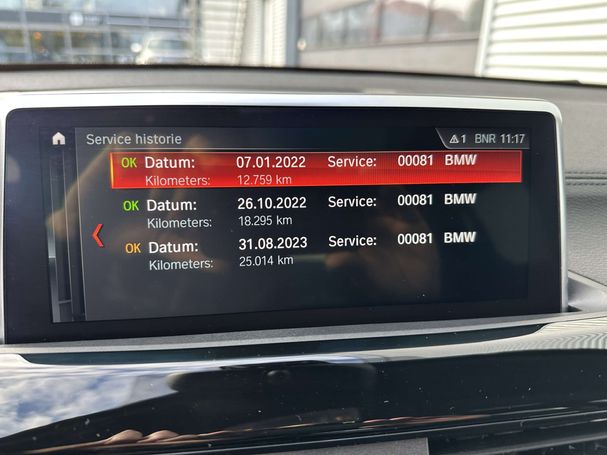 Service historie
1 BNR 11:17
OK Datum: 07.01.2022 Service: 00081 BMW
Kilometers: 12.759 km
OK Datum: 26.10.2022 Service: 00081 BMW
Kilometers: 18.295 km
OK Datum: 31.08.2023 Service: 00081 BMW
Kilometers: 25.014 km